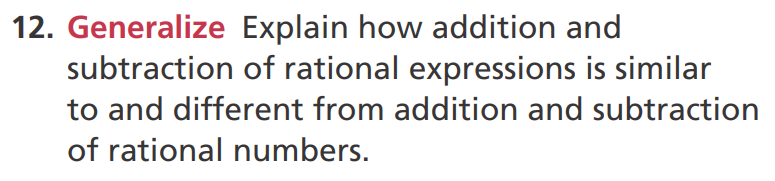 12. Generalize Explain how addition and
subtraction of rational expressions is similar
to and different from addition and subtraction
of rational numbers.